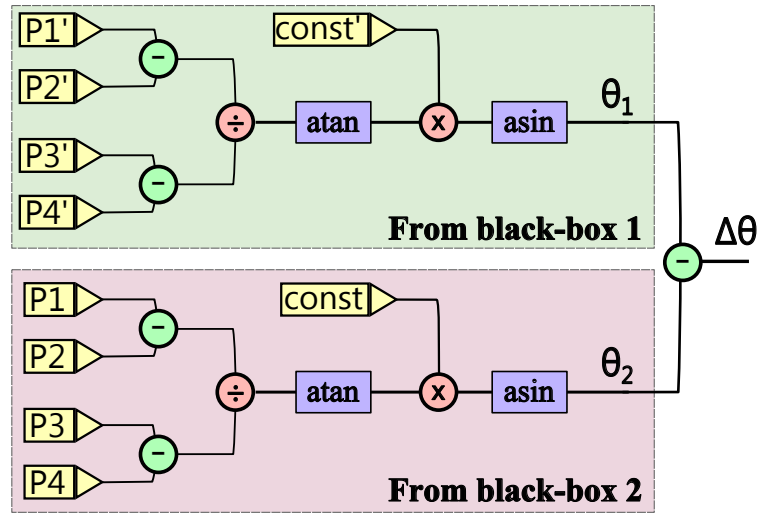 P1'
const'
−
P2'
θ1
÷
atan
x
asin
P3'
−
P4'
From black-box 1
Δθ
−
P1
const
−
P2
θ2
÷
atan
x
asin
P3
−
P4
From black-box 2